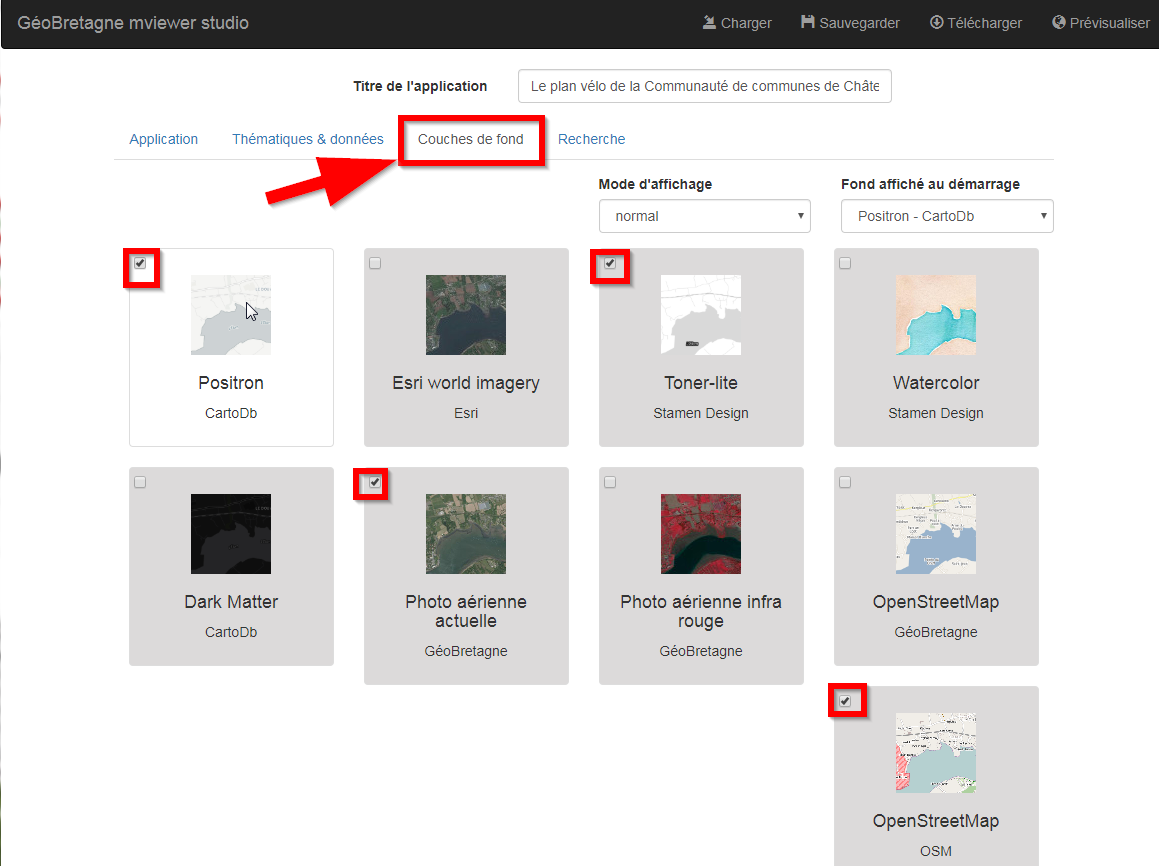 GéoBretagne mviewer studio
Charger
Sauvegarder
Télécharger
Prévisualiser
Titre de l'application
Le plan vélo de la Communauté de communes de Châte
Application
Thématiques & données
Couches de fond
Recherche
Mode d'affichage
Fond affiché au démarrage
normal
Positron - CartoDb
Positron
CartoDb
Esri world imagery
Esri
Toner-lite
Stamen Design
Watercolor
Stamen Design
Dark Matter
CartoDb
Photo aérienne
actuelle
GéoBretagne
Photo aérienne infra
rouge
GéoBretagne
OpenStreetMap
GéoBretagne
OpenStreetMap
OSM